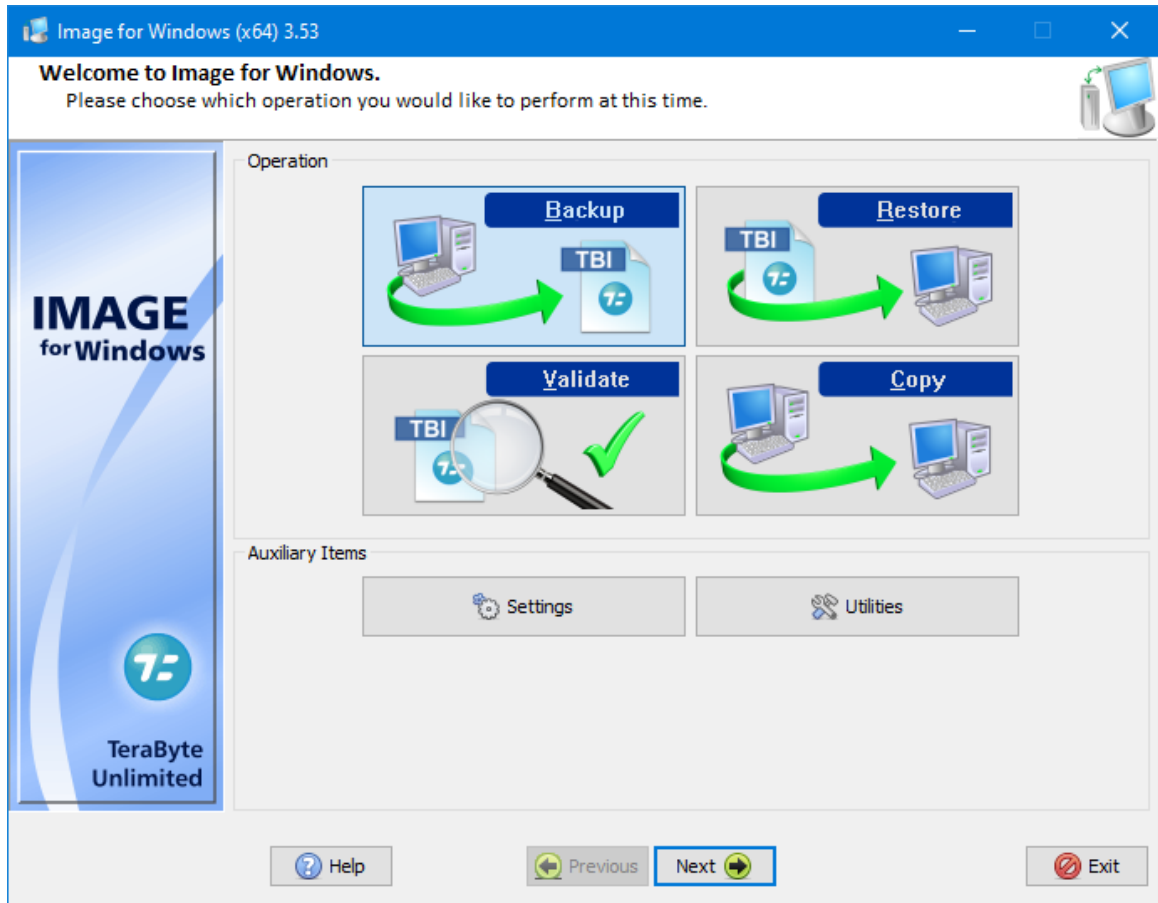 Image for Windows (x64) 3.53
Welcome to Image for Windows.
Please choose which operation you would like to perform at this time.
Operation
Backup
TBI
Restore
TBI
Validate
TBI
Copy
IMAGE
for Windows
Auxiliary Items
Settings
Utilities
TeraByte
Unlimited
Help
Previous
Next
Exit